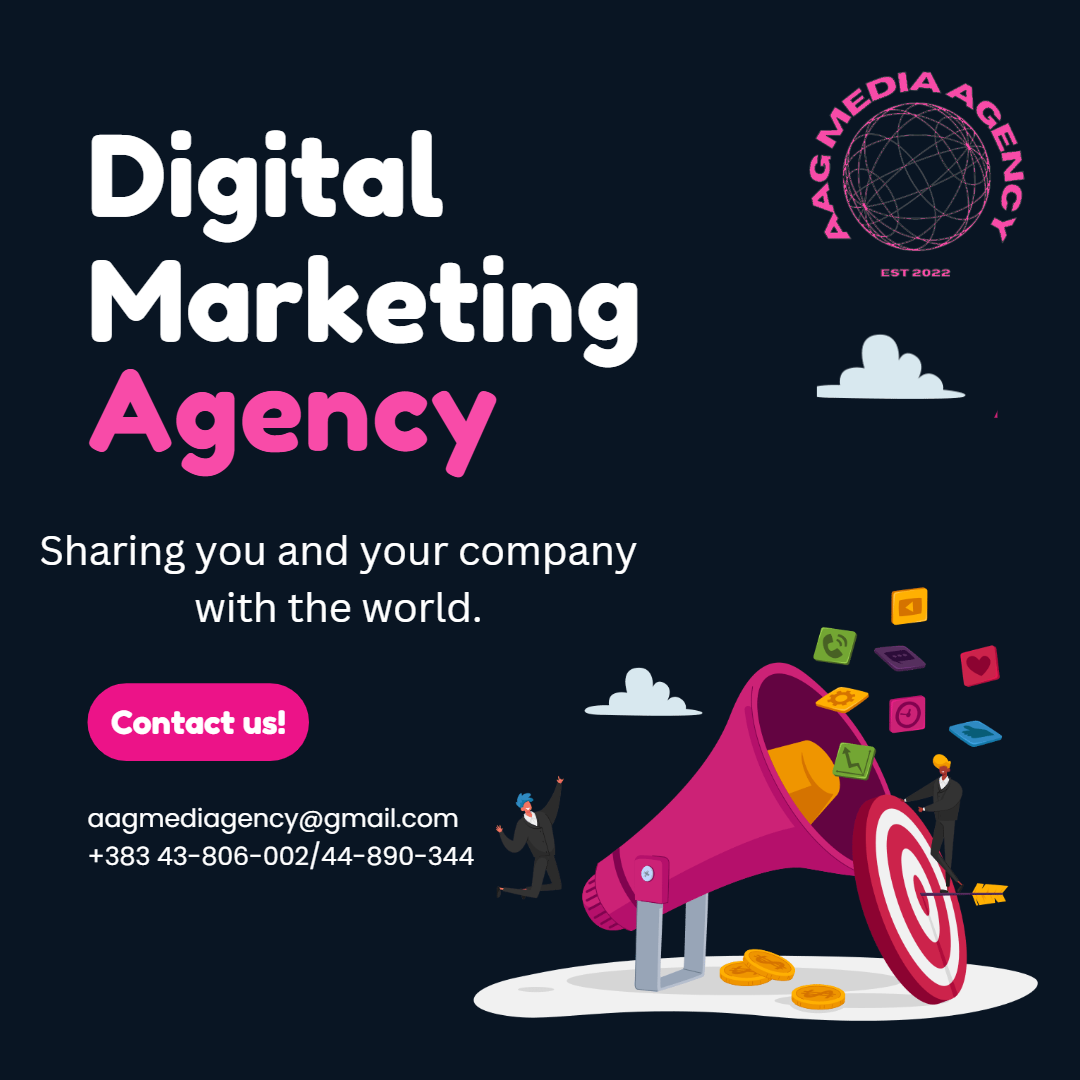 AAG MEDIA AGENCY
EST 2022
Digital
Marketing
Agency
Sharing you and your company
with the world.
Contact us!
aagmediagency@gmail.com
+383 43-806-002/44-890-344